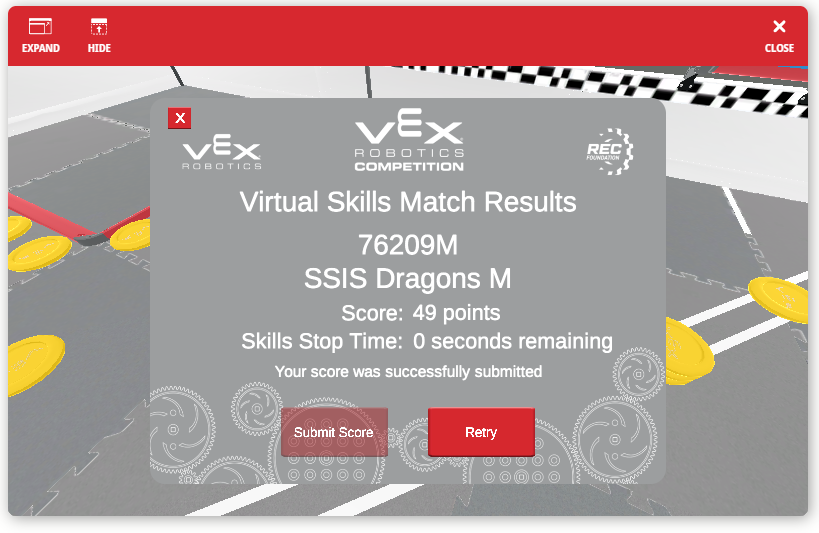 EXPAND
HIDE
X
CLOSE
X
VEX
ROBOTICS
VEX
ROBOTICS
COMPETITION
REC
FOUNDATION
Virtual Skills Match Results
76209M
SSIS Dragons M
Score: 49 points
Skills Stop Time: 0 seconds remaining
Your score was successfully submitted
Submit Score
Retry